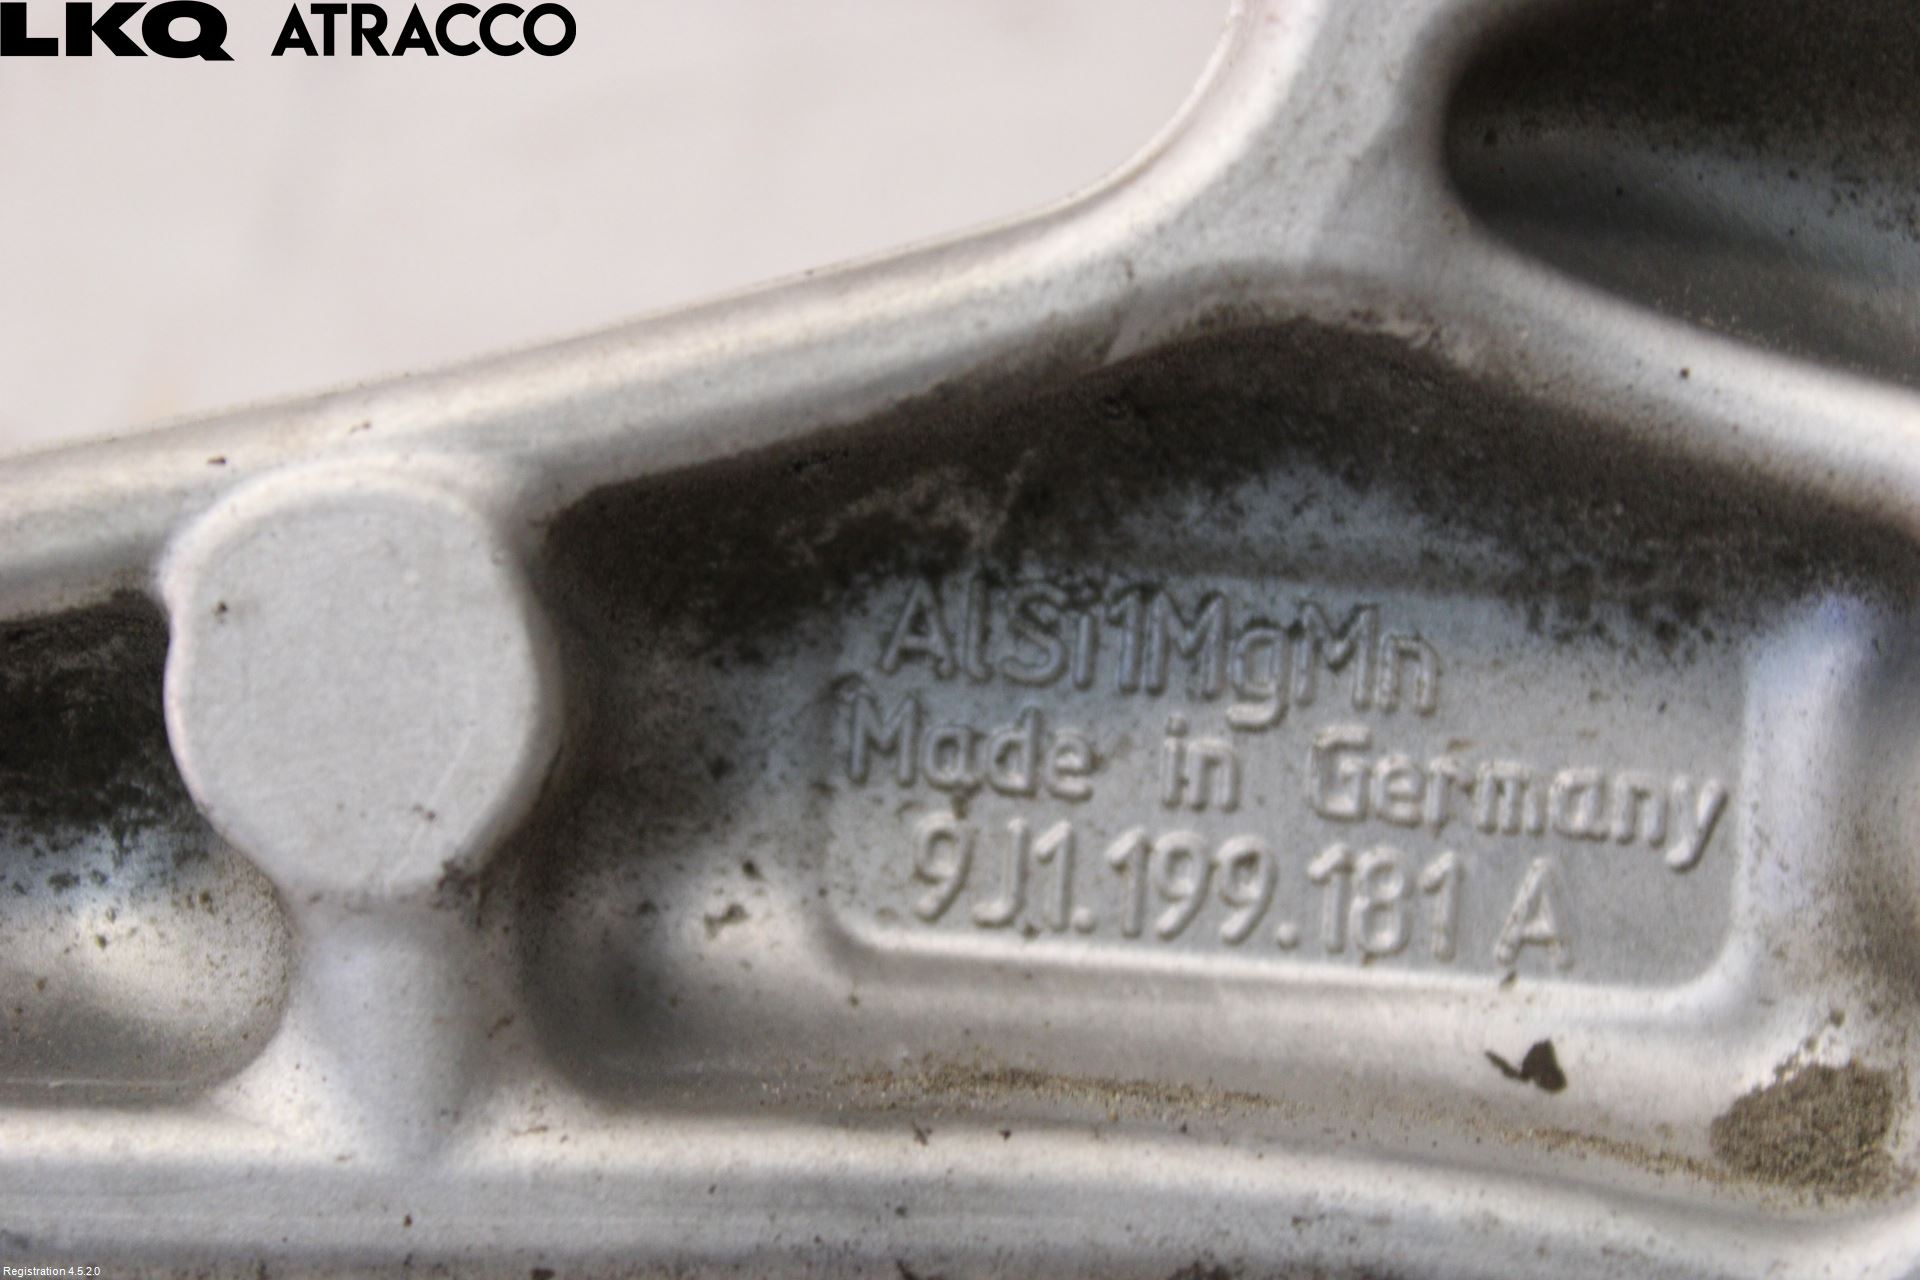 LKQ ATRACCO
AlSi1MgMn
Made in Germany
9J1.199.181 A
Registration 4.5.2.0